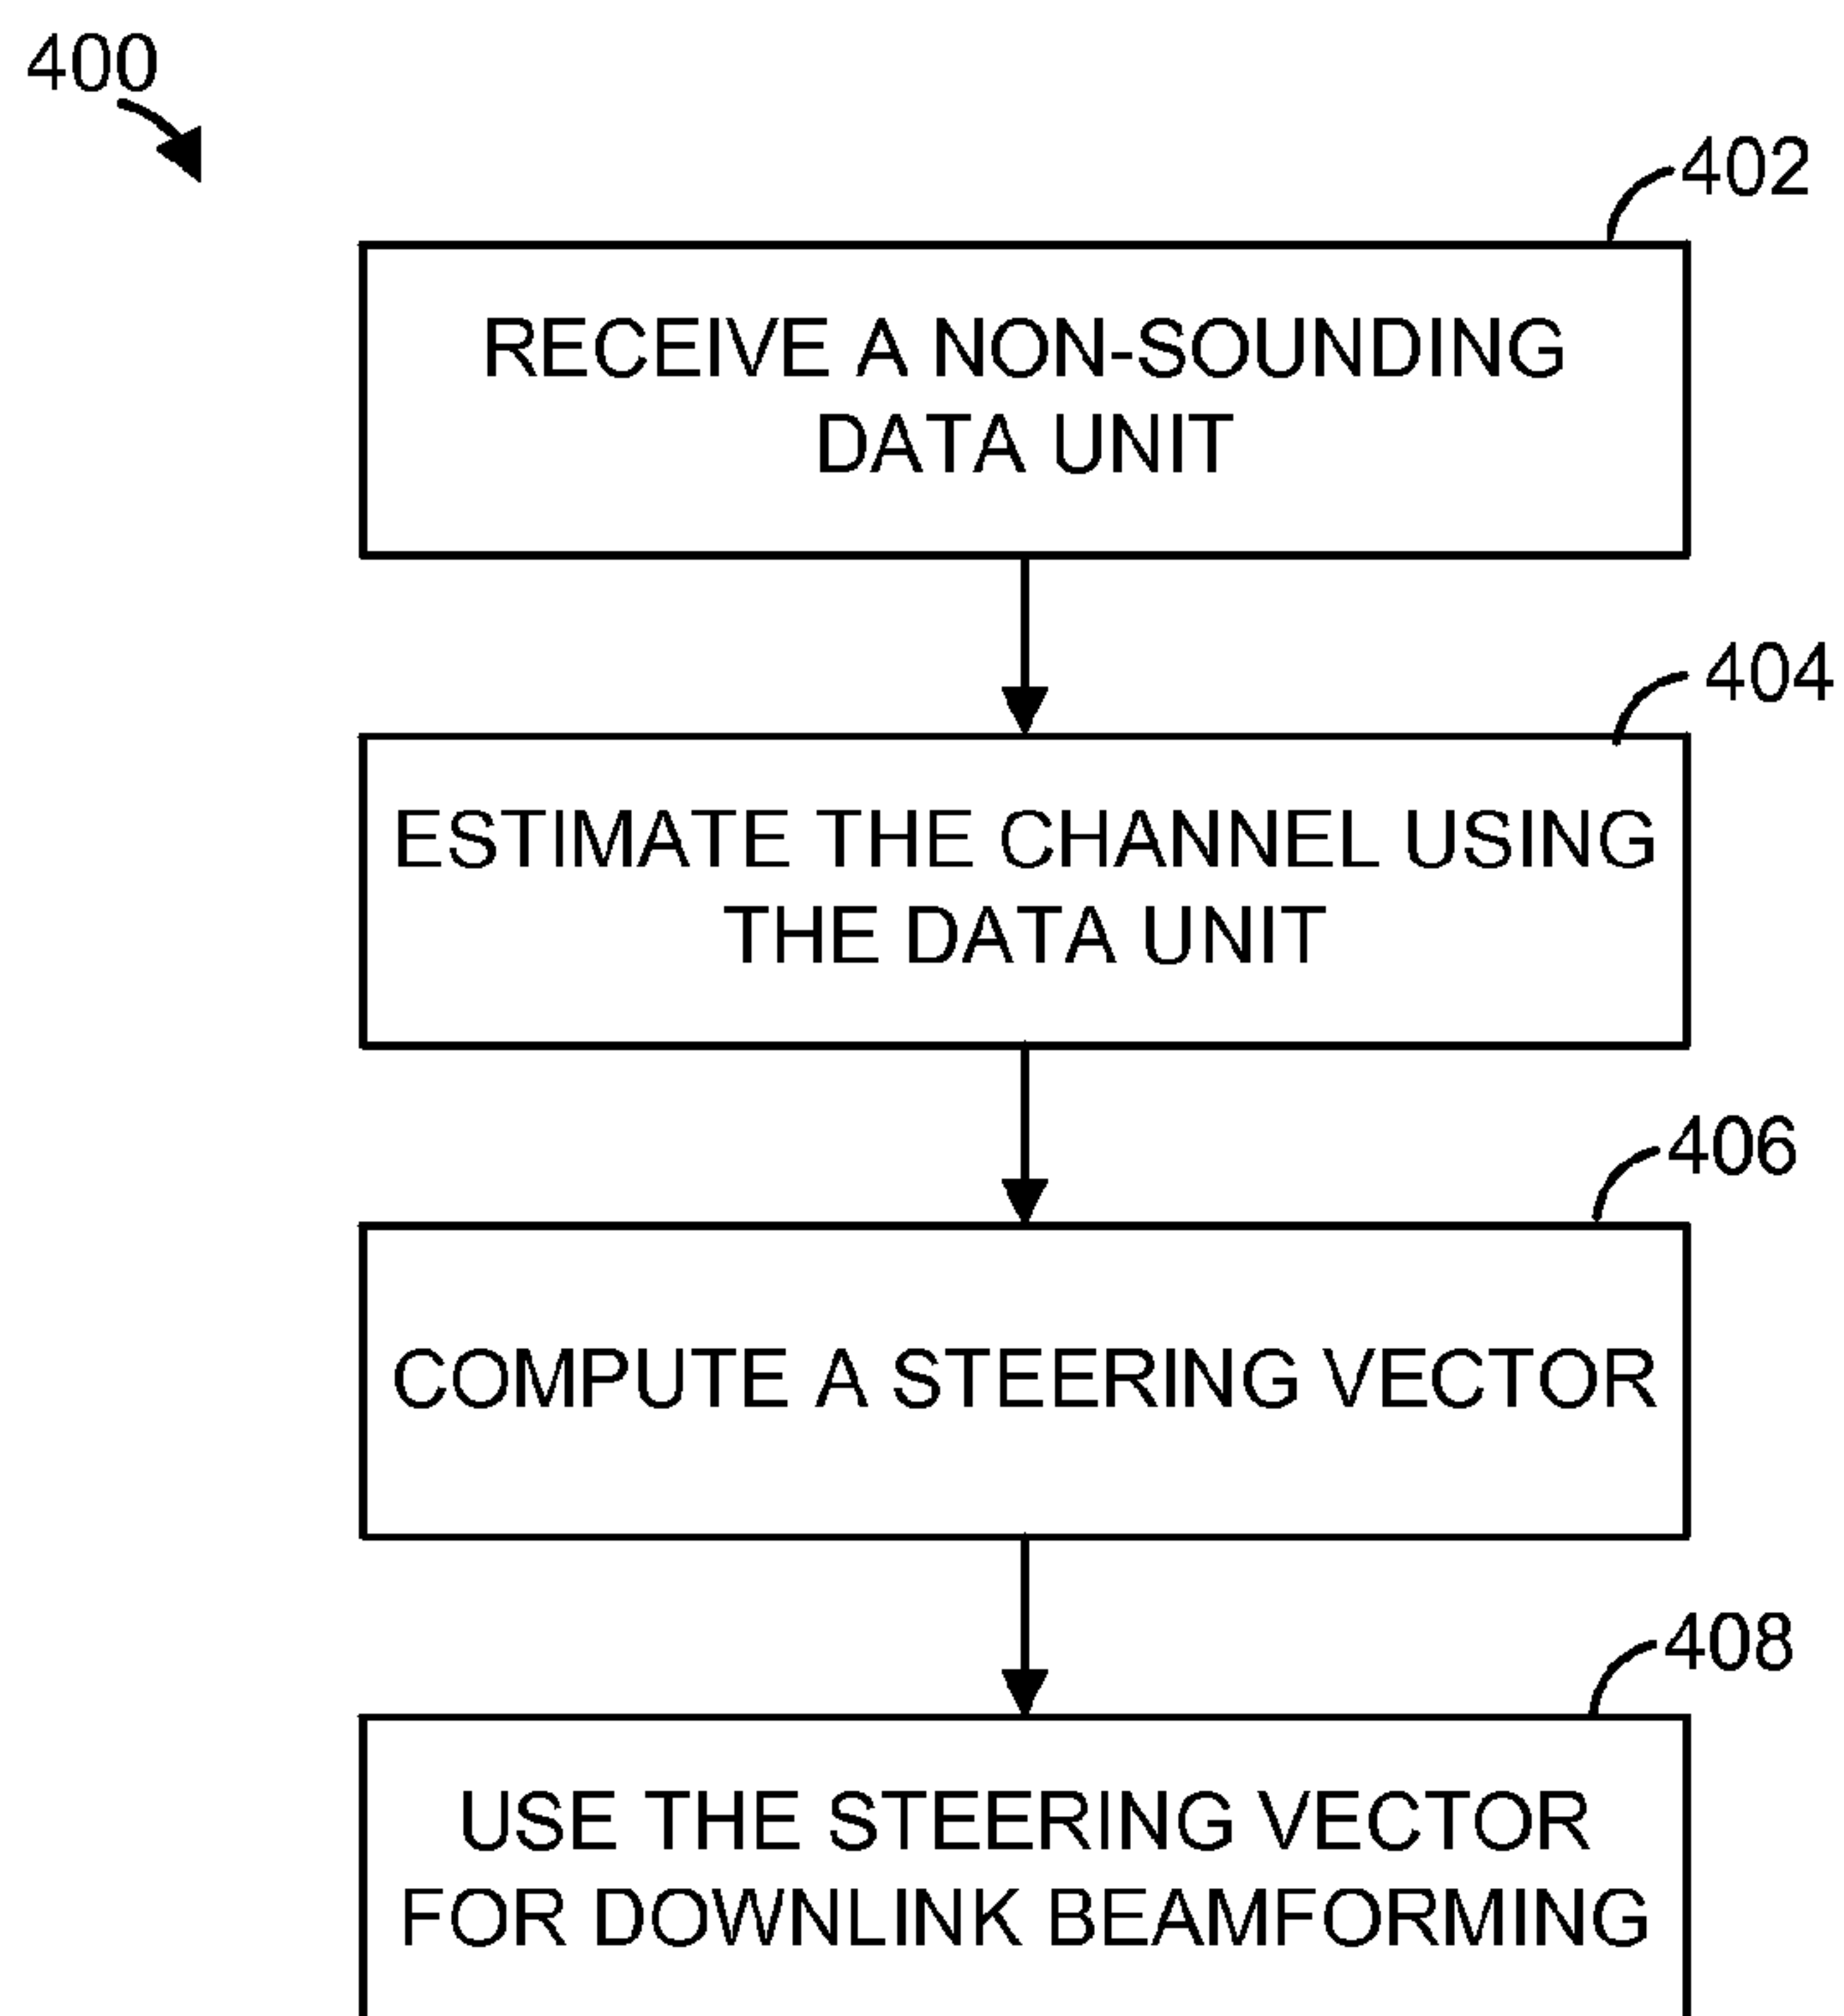 400
402
RECEIVE A NON-SOUNDING
DATA UNIT
404
ESTIMATE THE CHANNEL USING
THE DATA UNIT
406
COMPUTE A STEERING VECTOR
408
USE THE STEERING VECTOR
FOR DOWNLINK BEAMFORMING